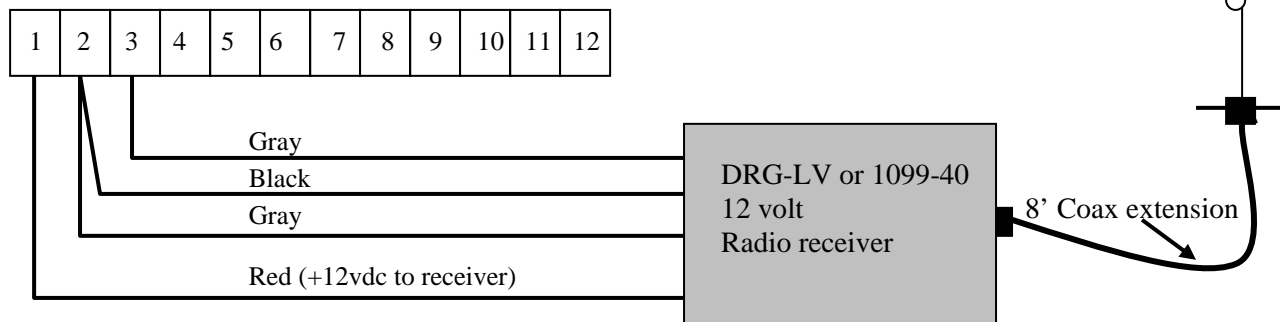 1 2 3 4 5 6 7 8 9 10 11 12
Gray
Black
Gray
Red (+12vdc to receiver)
DRG-LV or 1099-40
12 volt
Radio receiver
8’ Coax extension